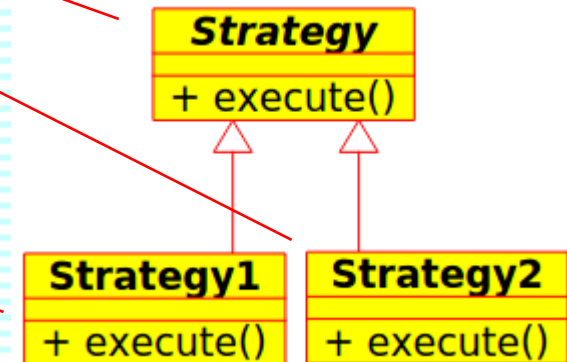 Strategy
+ execute()
Strategy1
+ execute()
Strategy2
+ execute()